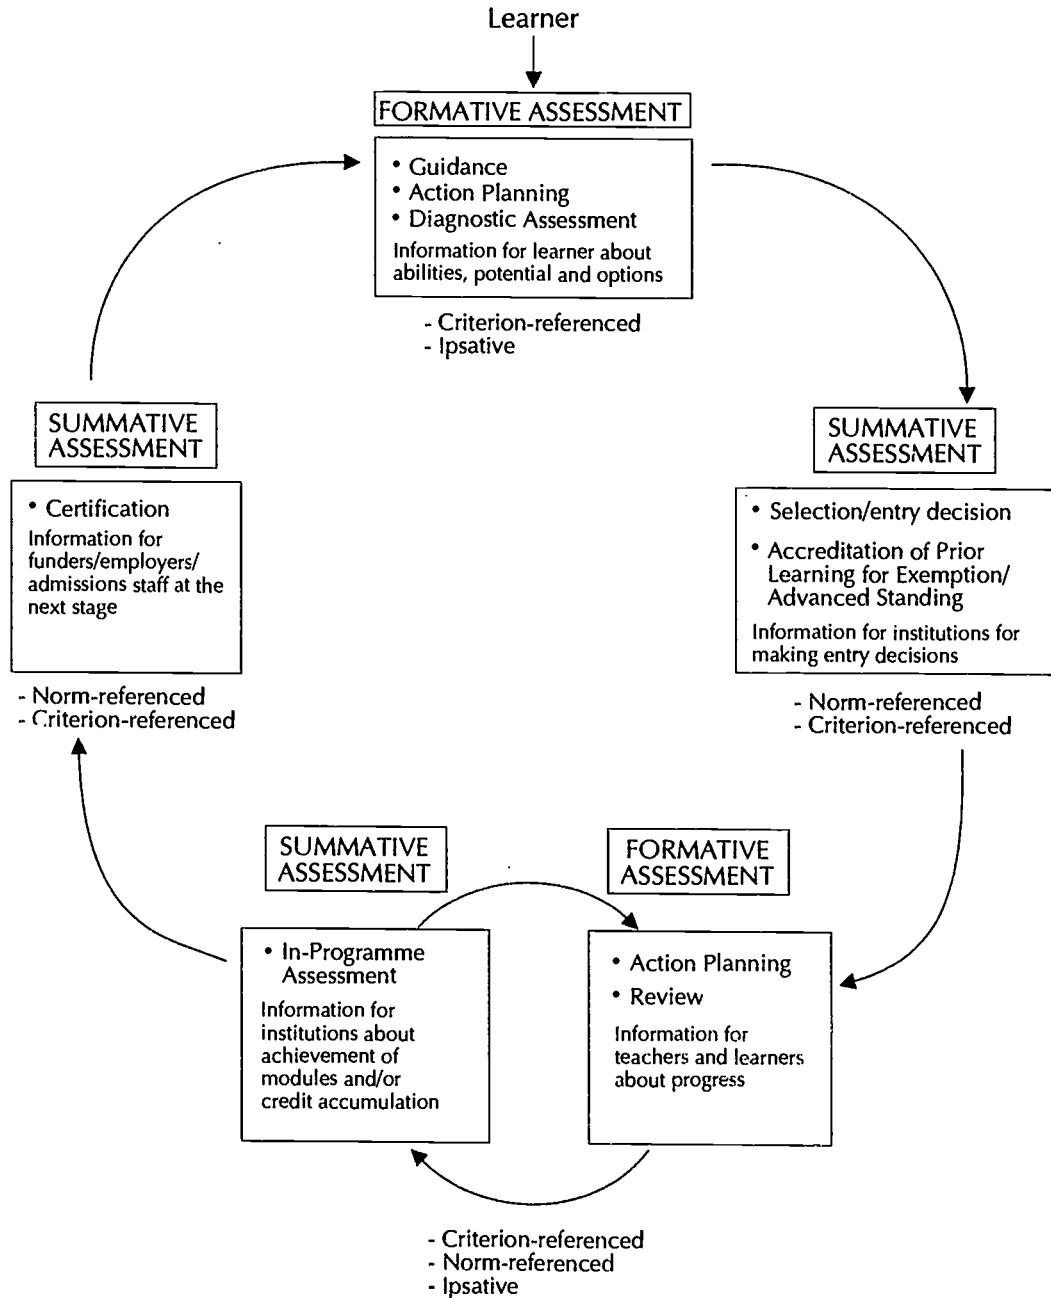 Learner
FORMATIVE ASSESSMENT
• Guidance
• Action Planning
• Diagnostic Assessment
Information for learner about
abilities, potential and options
- Criterion-referenced
- Ipsative
SUMMATIVE
ASSESSMENT
• Selection/entry decision
• Accreditation of Prior
Learning for Exemption/
Advanced Standing
Information for institutions for
making entry decisions
- Norm-referenced
- Criterion-referenced
FORMATIVE
ASSESSMENT
• Action Planning
• Review
Information for
teachers and learners
about progress
SUMMATIVE
ASSESSMENT
• In-Programme
Assessment
Information for
institutions about
achievement of
modules and/or
credit accumulation
- Criterion-referenced
- Norm-referenced
- Ipsative
SUMMATIVE
ASSESSMENT
• Certification
Information for
funders/employers/
admissions staff at the
next stage
- Norm-referenced
- Criterion-referenced